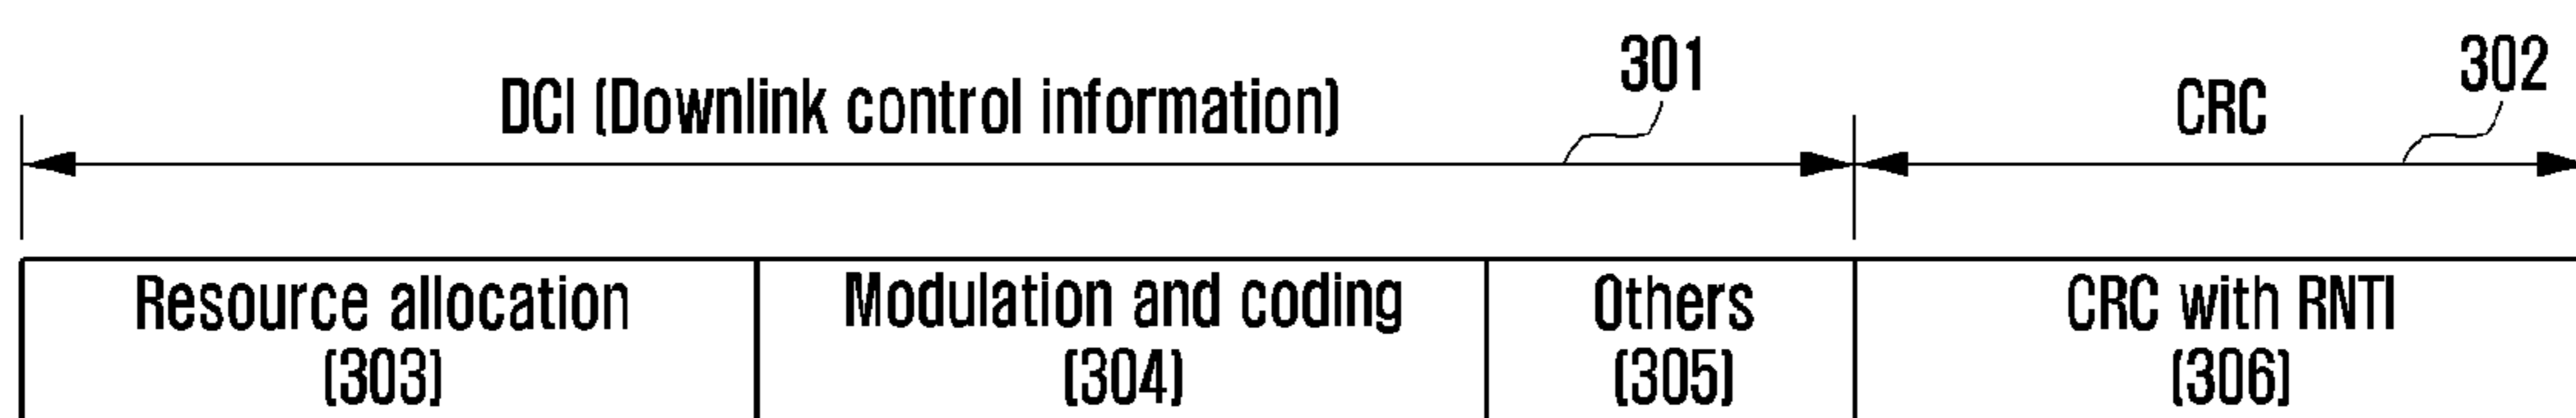 301
302
DCI (Downlink control information)
CRC
Resource allocation
(303)
Modulation and coding
(304)
Others
(305)
CRC with RNTI
(306)